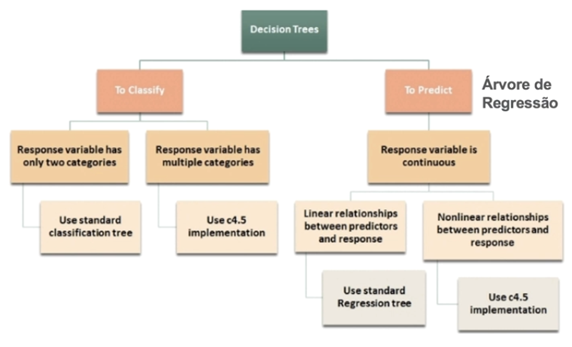 Decision Trees
To Classify
To Predict
Árvore de
Regressão
Response variable has
only two categories
Response variable has
multiple categories
Response variable is
continuous
Use standard
classification tree
Use c4.5
implementation
Linear relationships
between predictors
and response
Nonlinear relationships
between predictors and
response
Use standard
Regression tree
Use c4.5
implementation